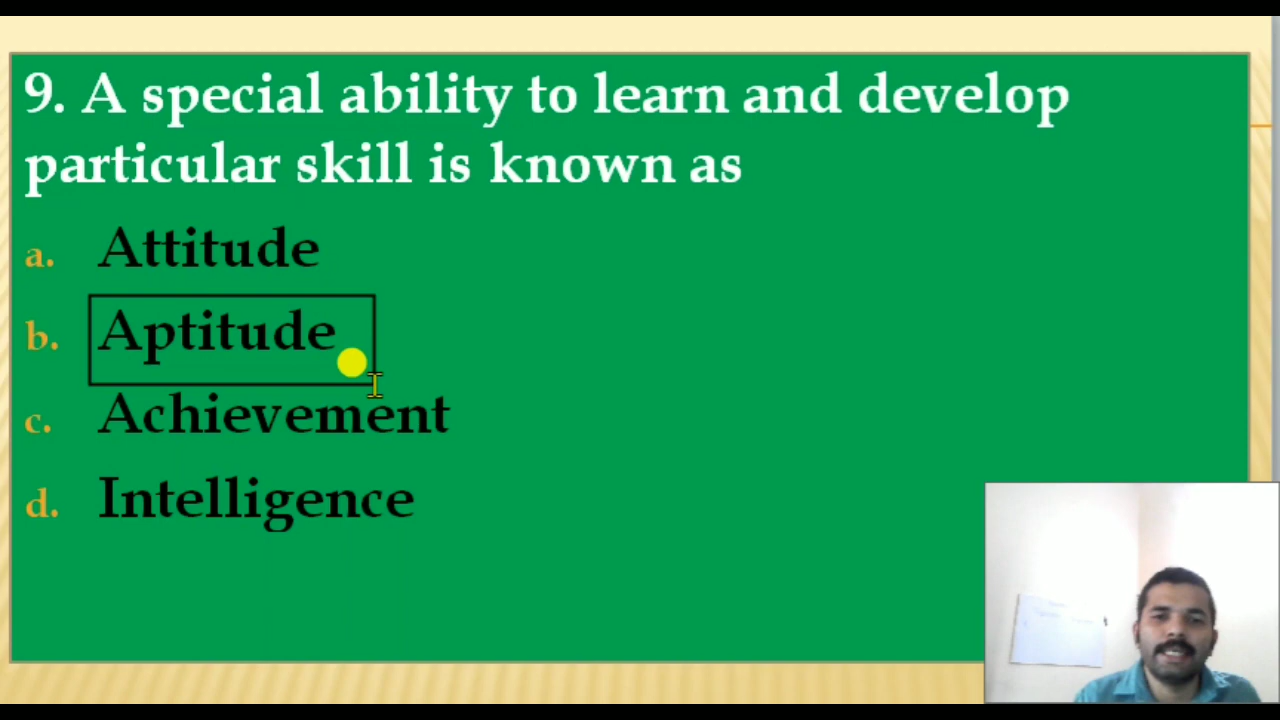 9. A special ability to learn and develop
particular skill is known as
a. Attitude
b. Aptitude
c. Achievement
d. Intelligence